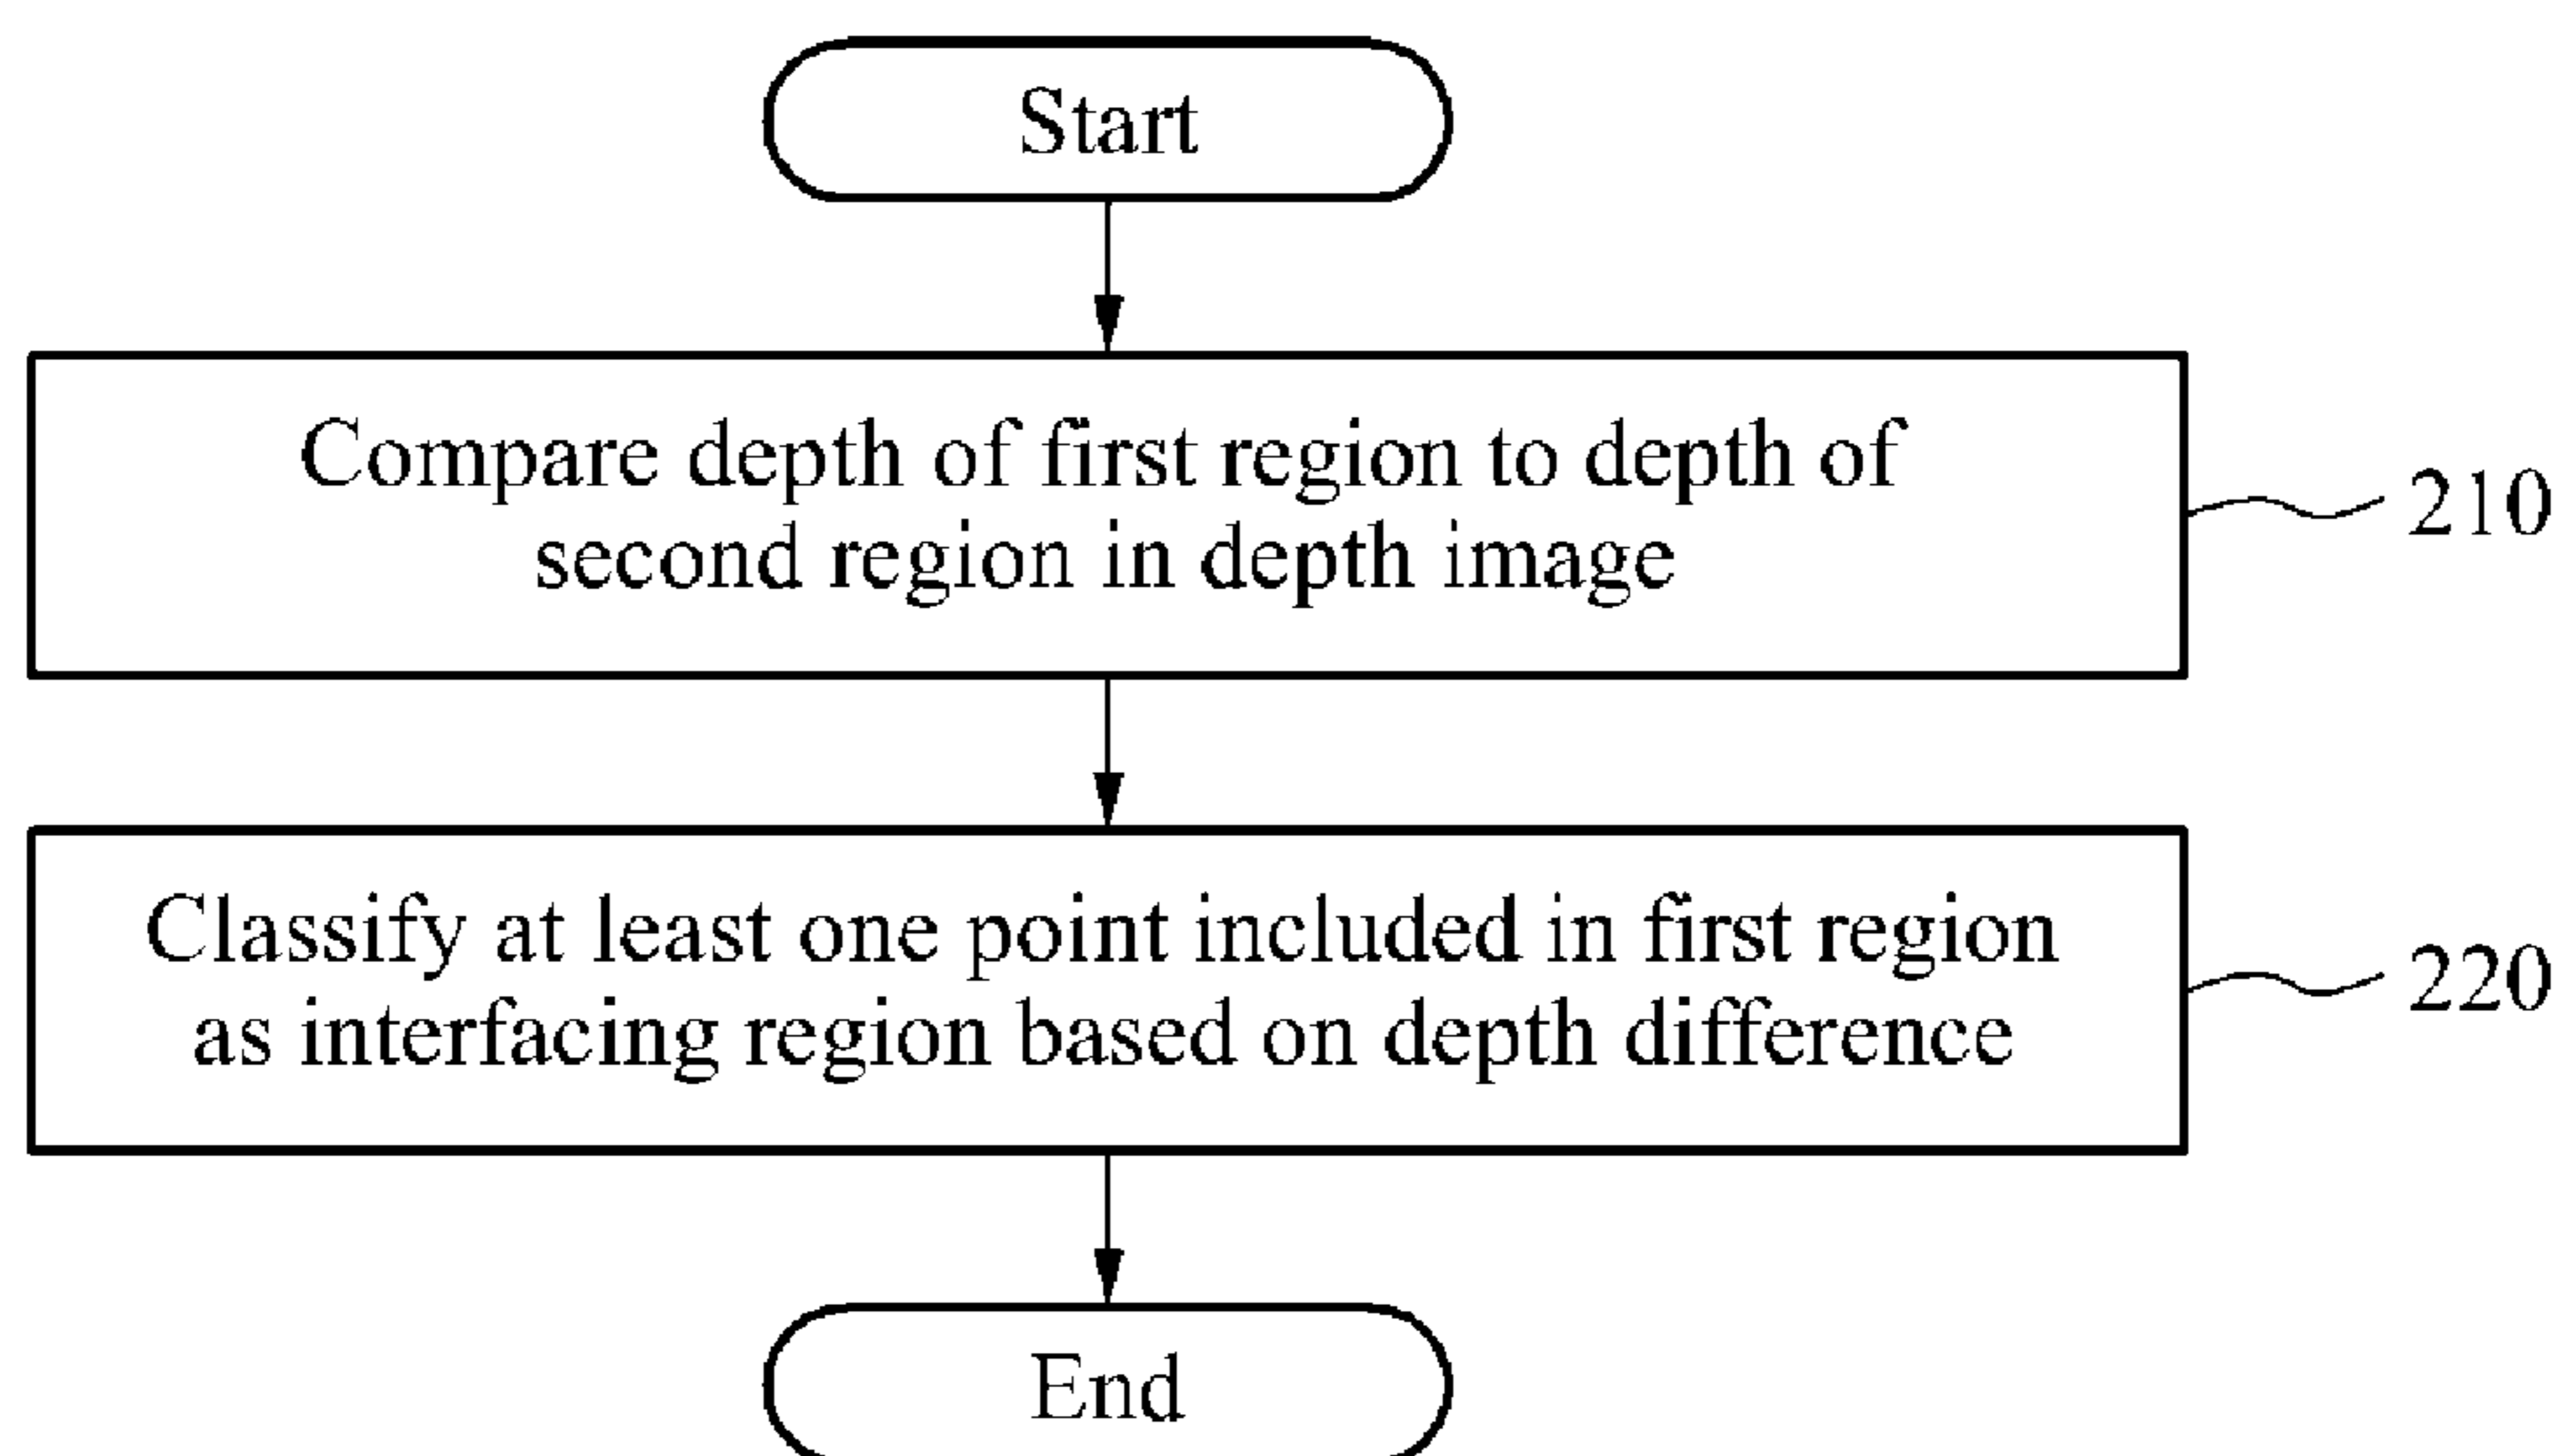 Start
Compare depth of first region to depth of
second region in depth image
210
Classify at least one point included in first region
as interfacing region based on depth difference
220
End